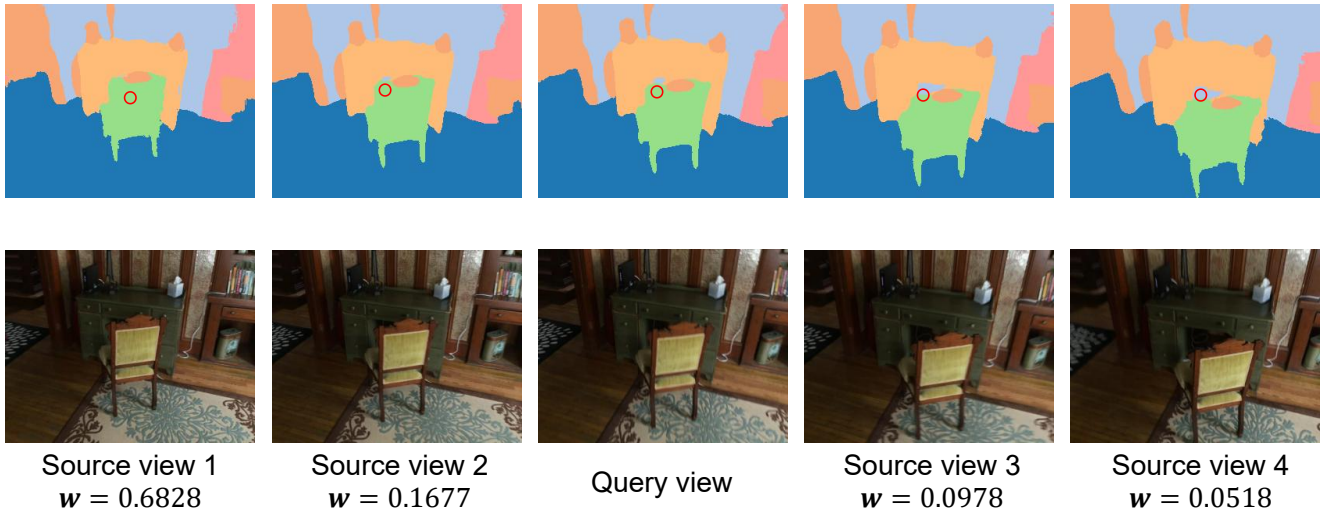 Source view 1
w = 0.6828
Source view 2
w = 0.1677
Query view
Source view 3
w = 0.0978
Source view 4
w = 0.0518